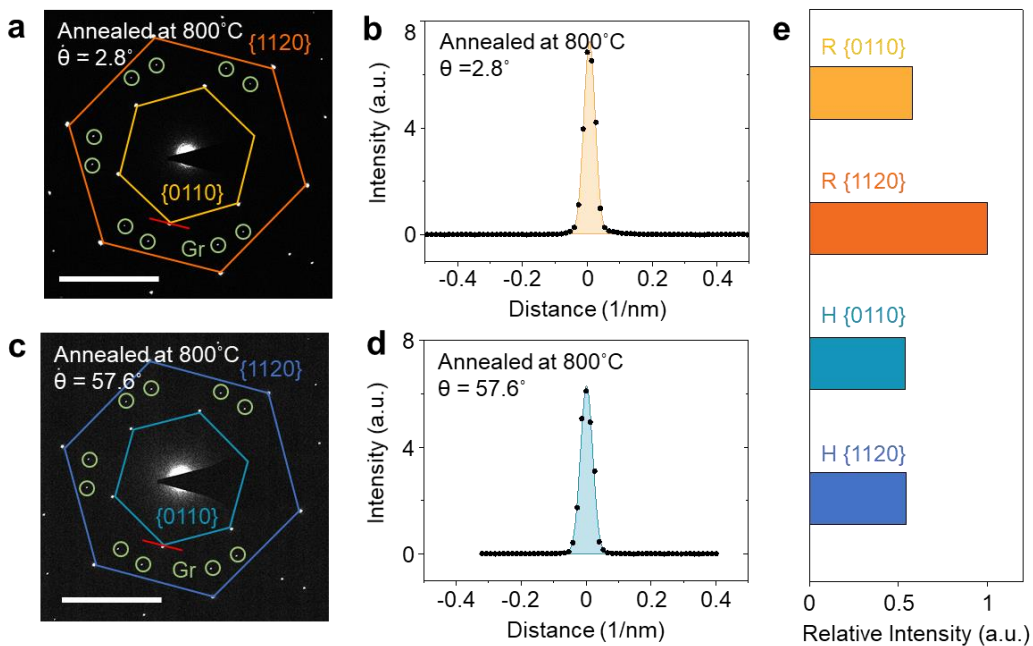 a
Annealed at 800°C
θ = 2.8°
{1120}
{0110}
Gr
b
Annealed at 800°C
θ =2.8°
8
4
0
Intensity (a.u.)
-0.4
-0.2
0
0.2
0.4
Distance (1/nm)
c
Annealed at 800°C
θ = 57.6°
{1120}
{0110}
Gr
d
Annealed at 800°C
θ = 57.6°
8
4
0
Intensity (a.u.)
-0.4
-0.2
0
0.2
0.4
Distance (1/nm)
e
R {0110}
R {1120}
H {0110}
H {1120}
0
0.5
1
Relative Intensity (a.u.)